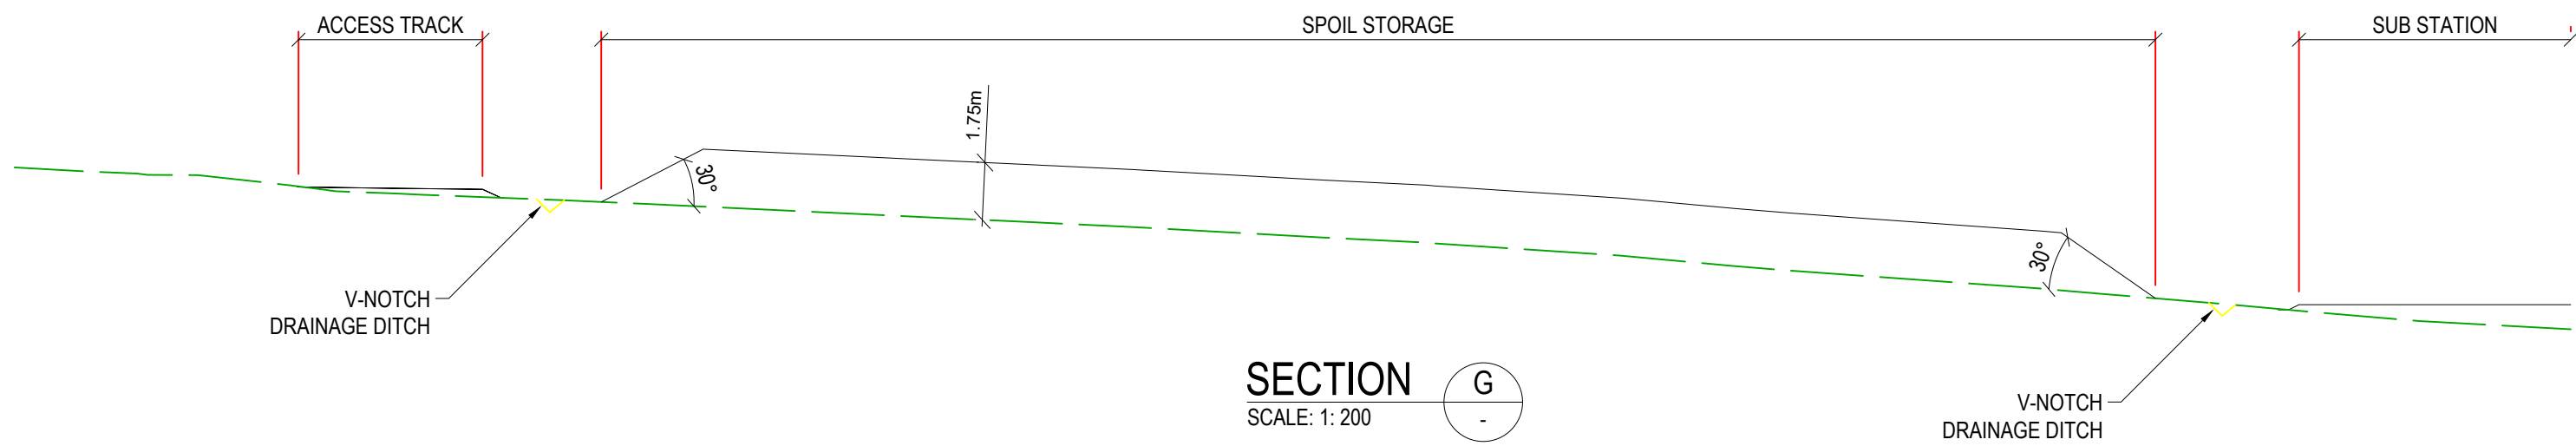 ACCESS TRACK
SPOIL STORAGE
SUB STATION
1.75m
30°
30°
V-NOTCH
DRAINAGE DITCH
SECTION
G
SCALE: 1: 200
-
V-NOTCH
DRAINAGE DITCH